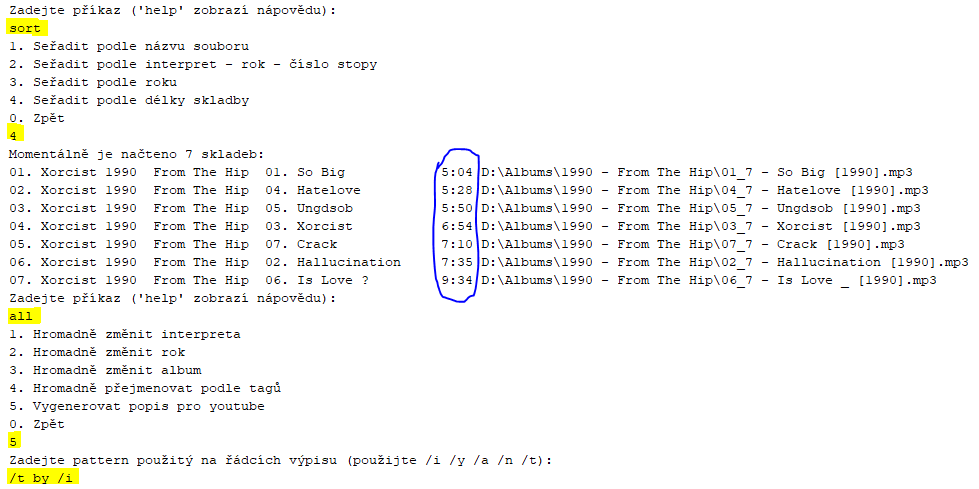 Zadejte příkaz ('help' zobrazí nápovědu):
sort
1. Seřadit podle názvu souboru
2. Seřadit podle interpret - rok - číslo stopy
3. Seřadit podle roku
4. Seřadit podle délky skladby
0. Zpět
4
Momentálně je načteno 7 skladeb:
01. Xorcist 1990  From The Hip  01. So Big 5:04 D:\Albums\1990 - From The Hip\01_7 - So Big [1990].mp3
02. Xorcist 1990  From The Hip  04. Hatelove 5:28 D:\Albums\1990 - From The Hip\04_7 - Hatelove [1990].mp3
03. Xorcist 1990  From The Hip  05. Ungdsob 5:50 D:\Albums\1990 - From The Hip\05_7 - Ungdsob [1990].mp3
04. Xorcist 1990  From The Hip  03. Xorcist 6:54 D:\Albums\1990 - From The Hip\03_7 - Xorcist [1990].mp3
05. Xorcist 1990  From The Hip  07. Crack 7:10 D:\Albums\1990 - From The Hip\07_7 - Crack [1990].mp3
06. Xorcist 1990  From The Hip  02. Hallucination 7:35 D:\Albums\1990 - From The Hip\02_7 - Hallucination [1990].mp3
07. Xorcist 1990  From The Hip  06. Is Love ? 9:34 D:\Albums\1990 - From The Hip\06_7 - Is Love _ [1990].mp3
Zadejte příkaz ('help' zobrazí nápovědu):
all
1. Hromadně změnit interpreta
2. Hromadně změnit rok
3. Hromadně změnit album
4. Hromadně přejmenovat podle tagů
5. Vygenerovat popis pro youtube
0. Zpět
5
Zadejte pattern použitý na řádcích výpisu (použijte /i /y /a /n /t):
/t by /i